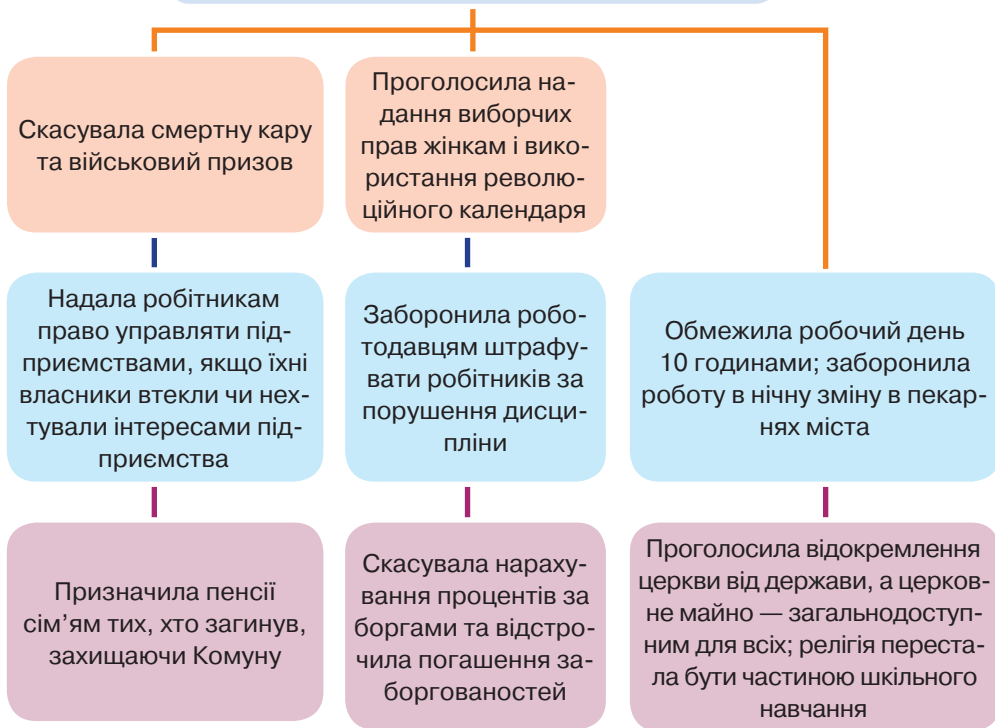 Скасувала смертну кару
та військовий призов
Проголосила на-
дання виборчих
прав жінкам і вико-
ристання револю-
ційного календаря
Надала робітникам
право управляти під-
приємствами, якщо їхні
власники втекли чи нех-
тували інтересами під-
приємства
Заборонила робо-
тодавцям штрафу-
вати робітників за
порушення дисци-
пліни
Обмежила робочий день
10 годинами; заборонила
роботу в нічну зміну в пекар-
нях міста
Призначила пенсії
сім’ям тих, хто загинув,
захищаючи Комуну
Скасувала нараху-
вання процентів за
боргами та відстро-
чила погашення за-
боргованостей
Проголосила відокремлення
церкви від держави, а церков-
не майно — загальнодоступ-
ним для всіх; релігія переста-
ла бути частиною шкільного
навчання